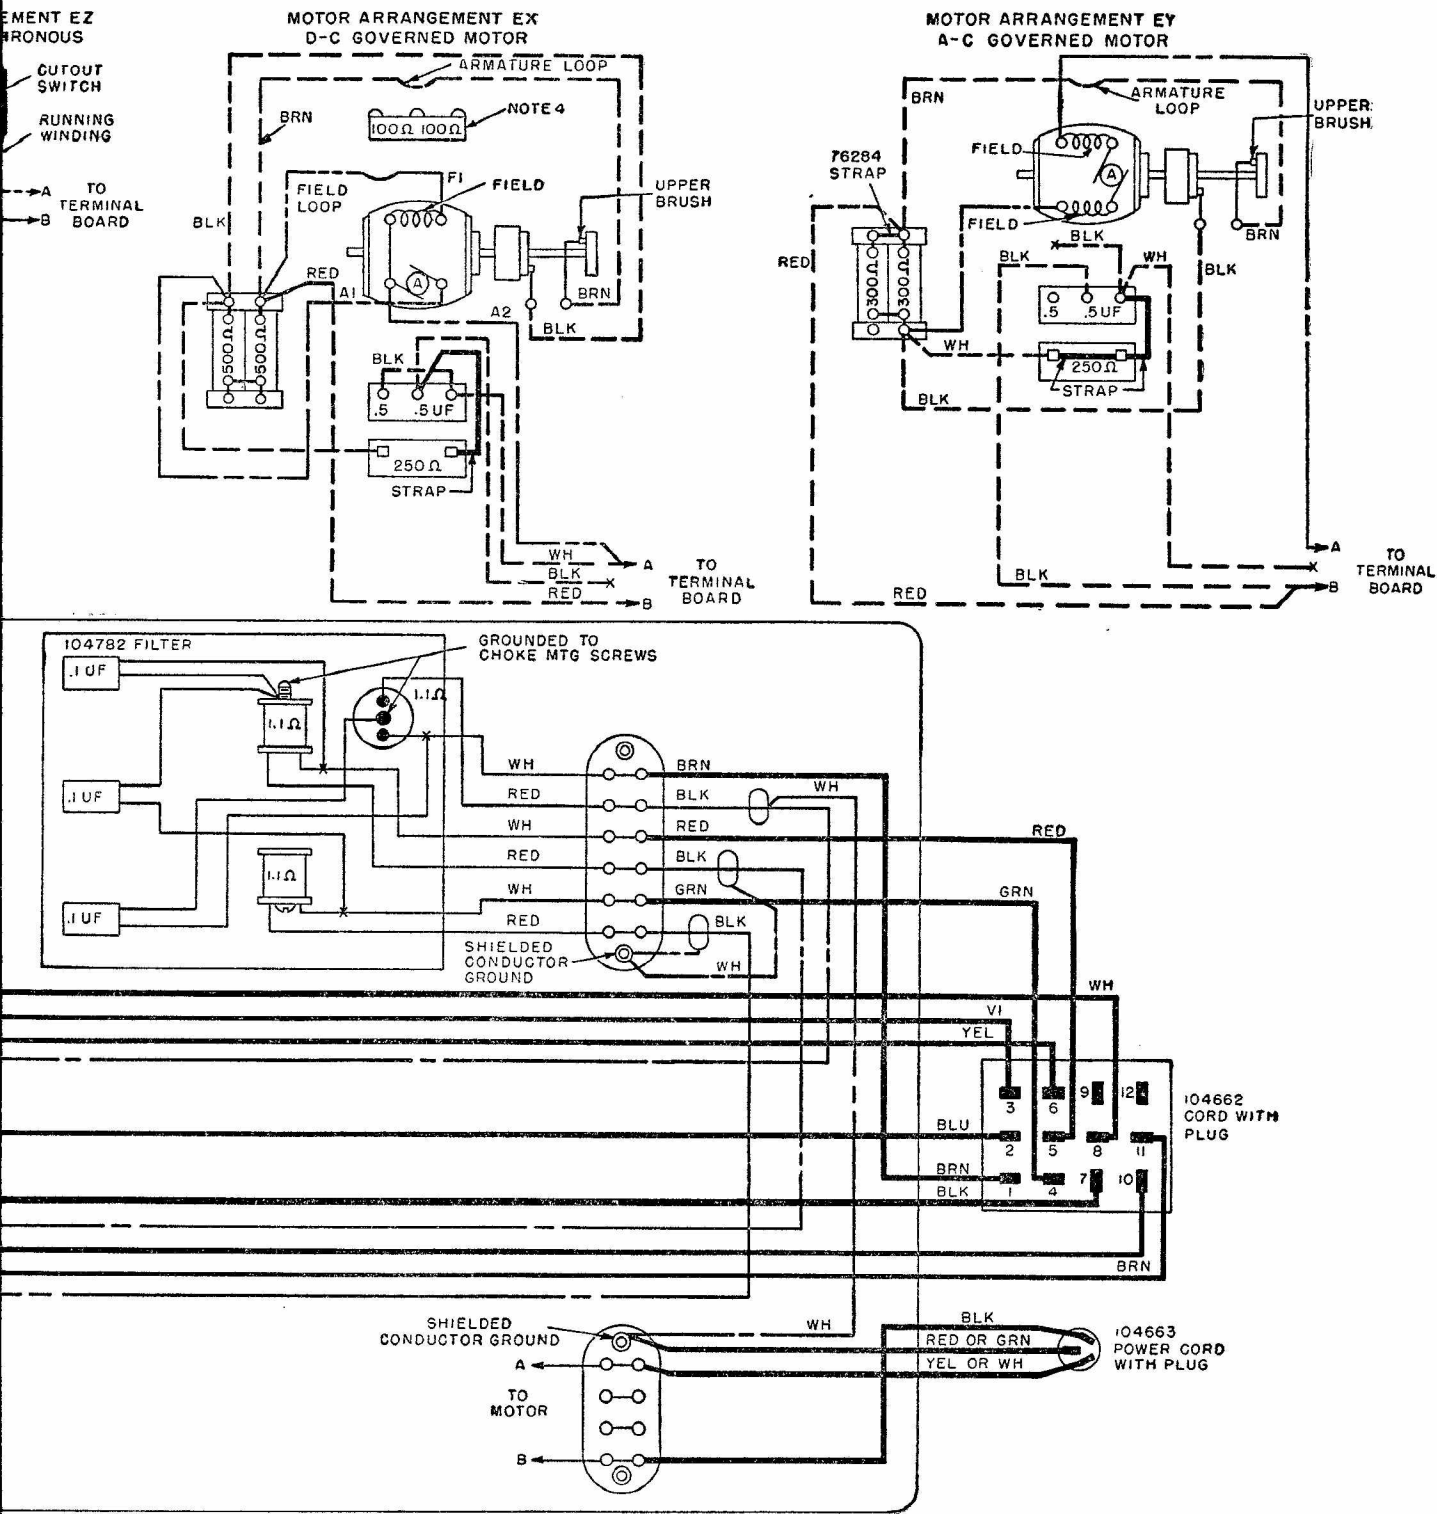 EMENT EZ
RONOUS
CUTOUT
SWITCH
RUNNING
WINDING
A
B
TO
TERMINAL
BOARD
MOTOR ARRANGEMENT EX
D-C GOVERNED MOTOR
ARMATURE LOOP
BRN
100Ω 100Ω
NOTE 4
FIELD
LOOP
F1
FIELD
UPPER
BRUSH
BLK
RED
A1
A
A2
BRN
BLK
500Ω
500Ω
BLK
.5
.5 UF
250Ω
STRAP
WH
BLK
RED
A
B
TO
TERMINAL
BOARD
MOTOR ARRANGEMENT EY
A-C GOVERNED MOTOR
BRN
ARMATURE
LOOP
UPPER
BRUSH
76284
STRAP
FIELD
A
FIELD
RED
300Ω
300Ω
BLK
BLK
WH
BRN
BLK
.5
.5UF
WH
250Ω
STRAP
BLK
BLK
RED
A
B
TO
TERMINAL
BOARD
104782 FILTER
GROUNDED TO
CHOKE MTG SCREWS
.1 UF
1.1Ω
1.1Ω
.1 UF
1.1Ω
.1 UF
WH
RED
WH
RED
WH
RED
BRN
BLK
RED
BLK
GRN
BLK
WH
WH
RED
GRN
SHIELDED
CONDUCTOR
GROUND
WH
VI
YEL
BLU
BRN
BLK
BRN
3
6
9
12
2
5
8
11
1
4
7
10
104662
CORD WITH
PLUG
SHIELDED
CONDUCTOR GROUND
WH
BLK
RED OR GRN
YEL OR WH
104663
POWER CORD
WITH PLUG
A
TO
MOTOR
B